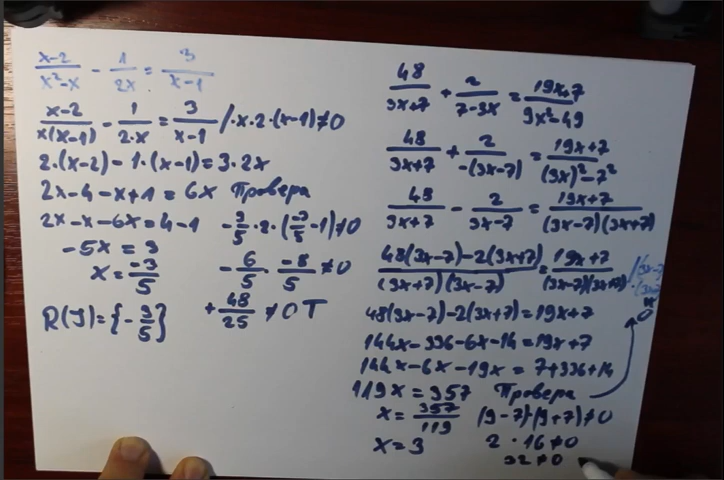 x-2/x²-x - 1/2x = 3/x-1
x-2/x(x-1) - 1/2·x = 3/x-1 /·x·2·(x-1)≠0
2·(x-2)-1·(x-1)=3·2x
2x-4-x+1=6x Провера
2x-x-6x=4-1 -3/5·2·(-3/5-1)≠0
-5x=3 -6/5·-8/5≠0
x=-3/5 +48/25≠0 T
R(J)={-3/5}
48/3x+7 + 2/7-3x = 19x+7/9x²-49
48/3x+7 + 2/-(3x-7) = 19x+7/(3x)²-7²
48/3x+7 - 2/3x-7 = 19x+7/(3x-7)(3x+7)
48(3x-7)-2(3x+7)/(3x+7)(3x-7) = 19x+7/(3x-7)(3x+7) /(3x-7)·(3x+7)≠0
48(3x-7)-2(3x+7)=19x+7
144x-336-6x-14=19x+7
144x-6x-19x=7+336+14
119x=357 Провера
x=357/119 (9-7)·(9+7)≠0
x=3 2·16≠0
32≠0